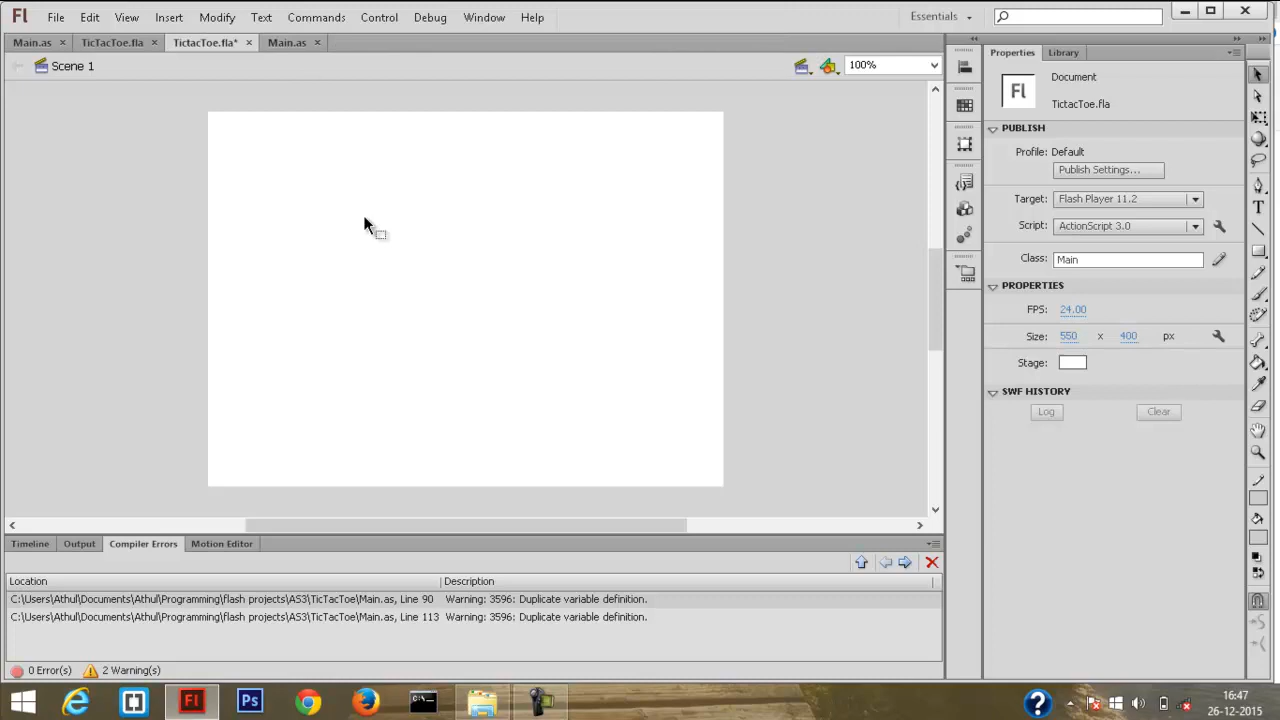 Fl File Edit View Insert Modify Text Commands Control Debug Window Help Essentials
Main.as × TicTacToe.fla × TictacToe.fla* × Main.as ×
Scene 1 100%
Properties Library
Fl Document
TictacToe.fla
PUBLISH
Profile: Default
Publish Settings...
Target: Flash Player 11.2
Script: ActionScript 3.0
Class: Main
PROPERTIES
FPS: 24.00
Size: 550 x 400 px
Stage:
SWF HISTORY
Log Clear
Timeline Output Compiler Errors Motion Editor
Location Description
C:\Users\Athul\Documents\Athul\Programming\flash projects\AS3\TicTacToe\Main.as, Line 90 Warning: 3596: Duplicate variable definition.
C:\Users\Athul\Documents\Athul\Programming\flash projects\AS3\TicTacToe\Main.as, Line 113 Warning: 3596: Duplicate variable definition.
0 Error(s) 2 Warning(s)
Fl Ps
16:47
26-12-2015